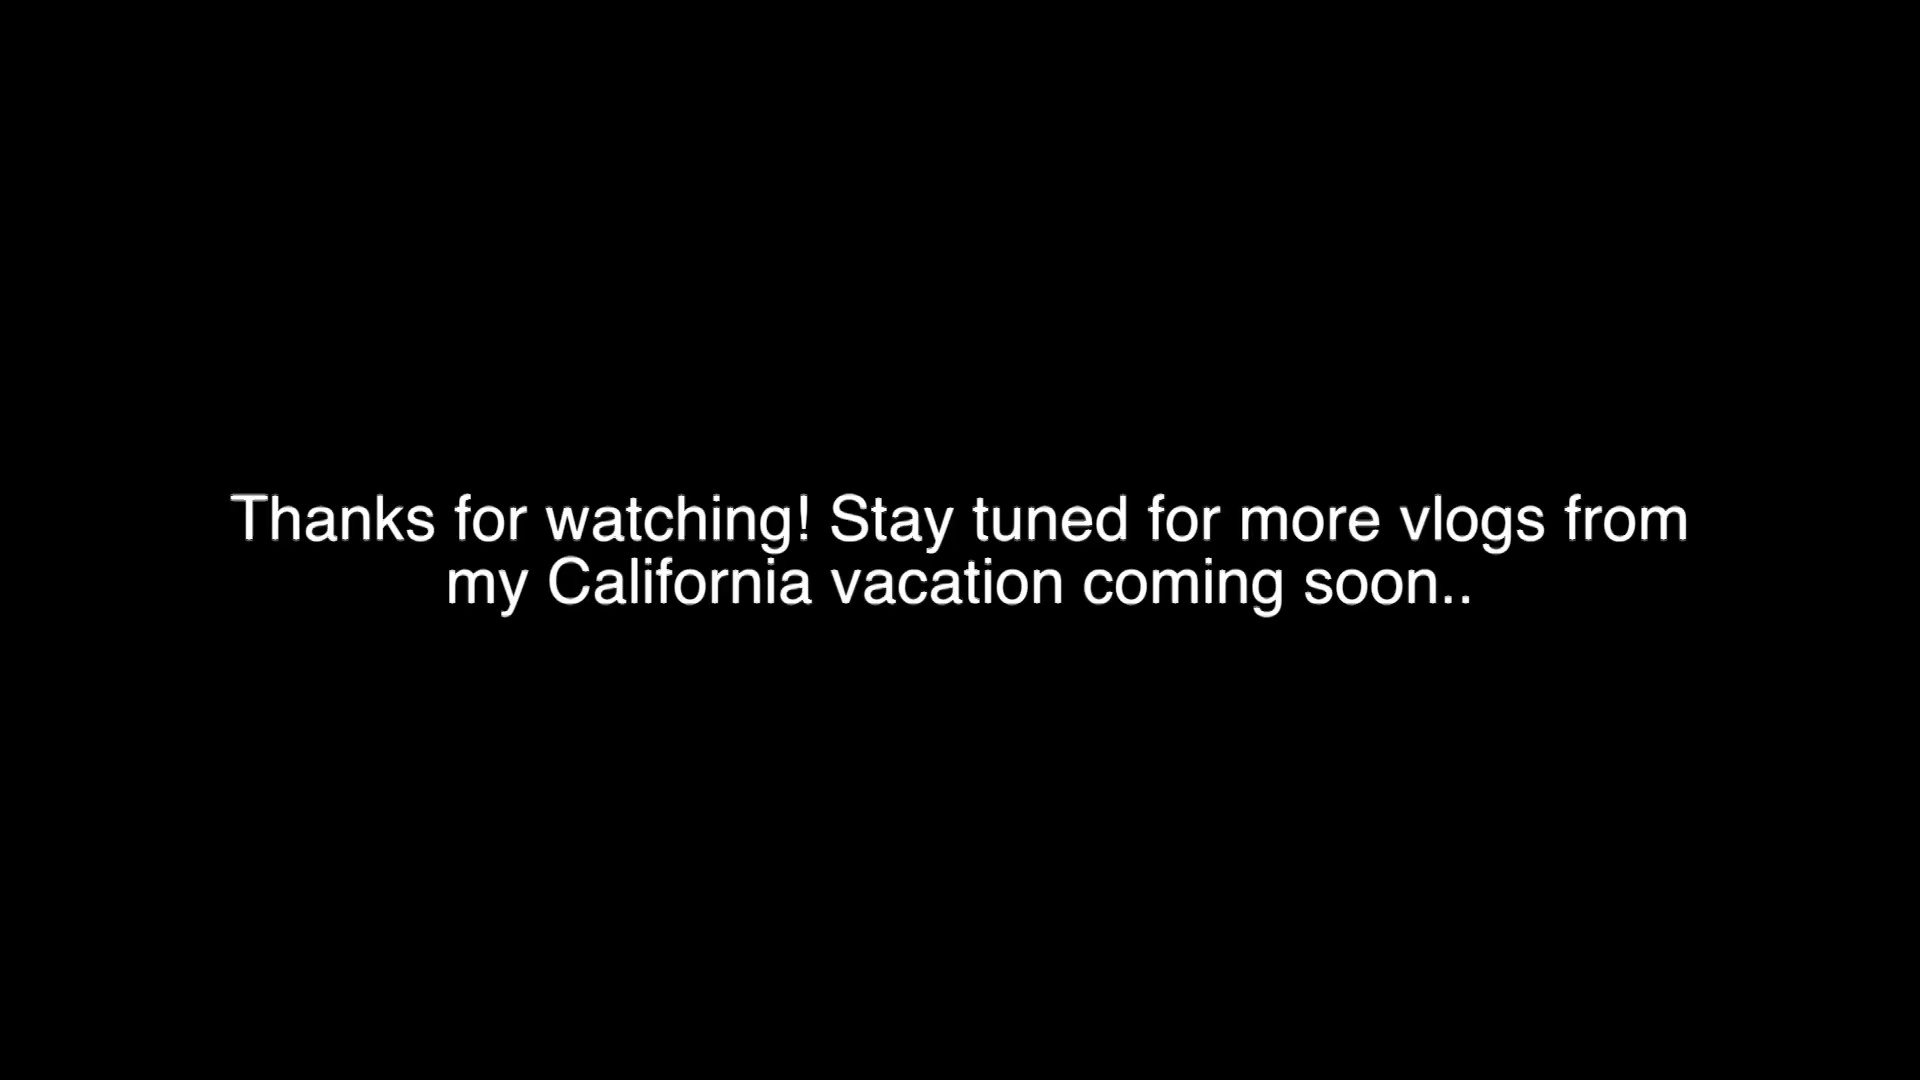 Thanks for watching! Stay tuned for more vlogs from
my California vacation coming soon..